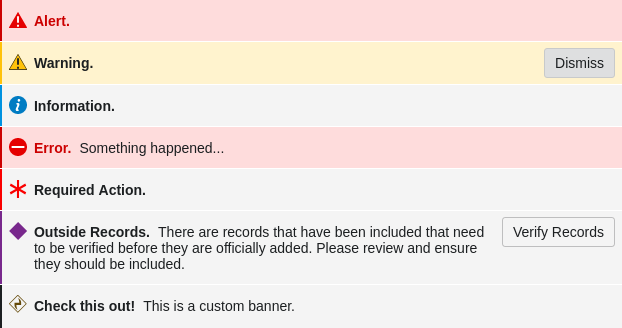 Alert.
Warning. Dismiss
Information.
Error. Something happened...
Required Action.
Outside Records. There are records that have been included that need Verify Records
to be verified before they are officially added. Please review and ensure
they should be included.
Check this out! This is a custom banner.